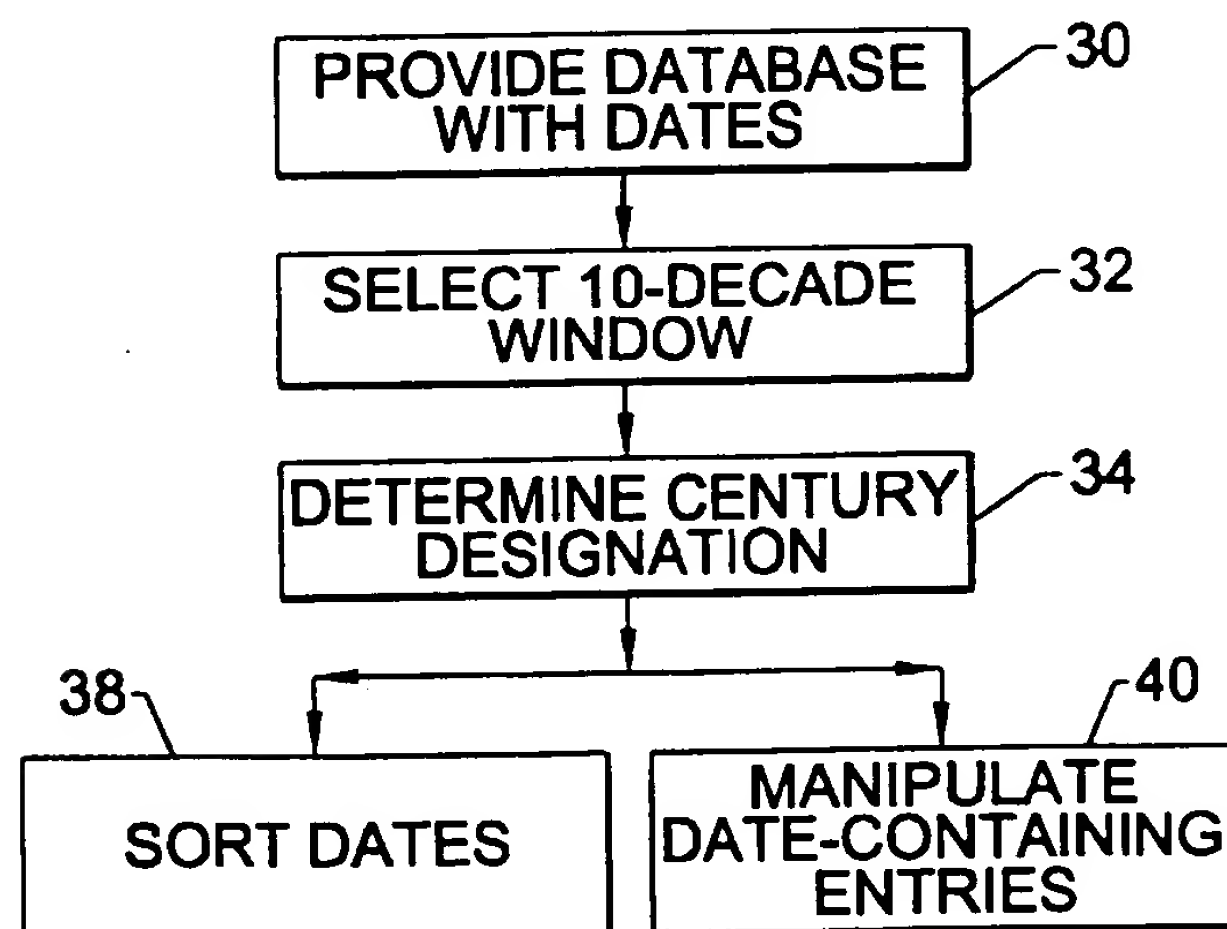 30
PROVIDE DATABASE
WITH DATES
32
SELECT 10-DECADE
WINDOW
34
DETERMINE CENTURY
DESIGNATION
38
40
SORT DATES
MANIPULATE
DATE-CONTAINING
ENTRIES